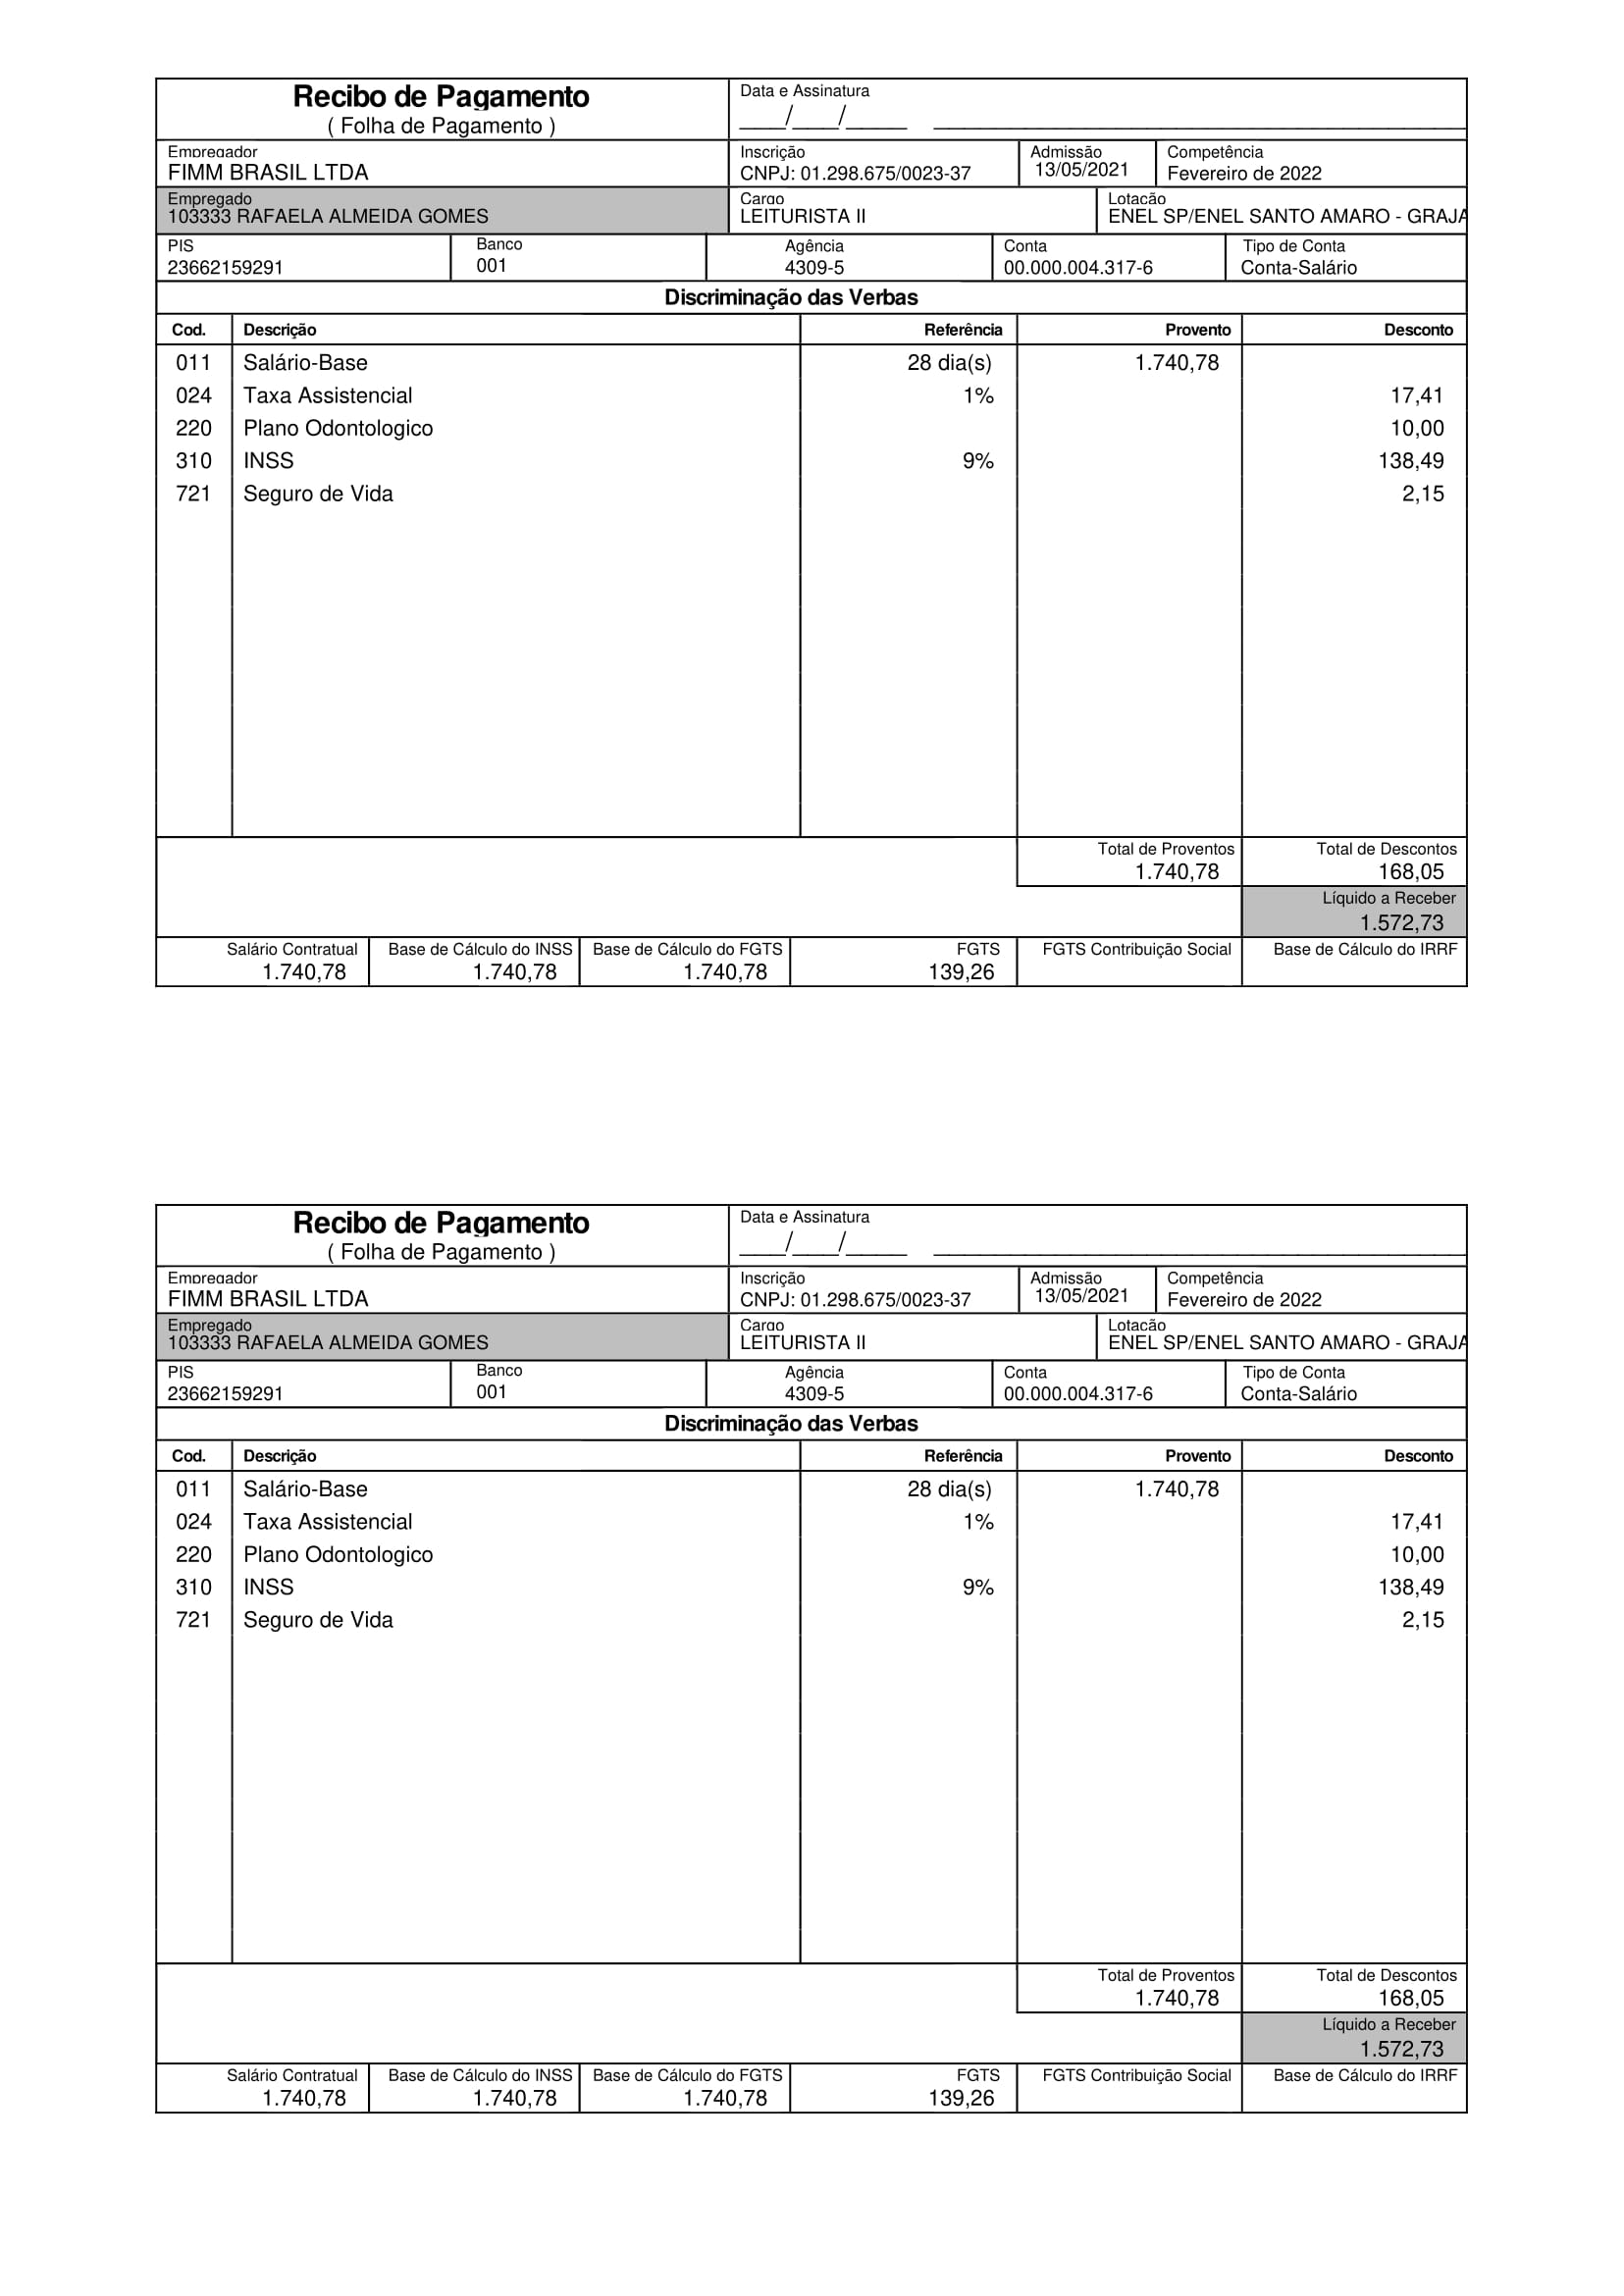 Recibo de Pagamento
( Folha de Pagamento )
Data e Assinatura
____/____/_____ ________________________________
Empregador
FIMM BRASIL LTDA
Inscrição
CNPJ: 01.298.675/0023-37
Admissão
13/05/2021
Competência
Fevereiro de 2022
Empregado
103333 RAFAELA ALMEIDA GOMES
Cargo
LEITURISTA II
Lotação
ENEL SP/ENEL SANTO AMARO - GRAJA
PIS
23662159291
Banco
001
Agência
4309-5
Conta
00.000.004.317-6
Tipo de Conta
Conta-Salário
Discriminação das Verbas
Cod. Descrição Referência Provento Desconto
011 Salário-Base 28 dia(s) 1.740,78
024 Taxa Assistencial 1% 17,41
220 Plano Odontologico 10,00
310 INSS 9% 138,49
721 Seguro de Vida 2,15
Total de Proventos Total de Descontos
1.740,78 168,05
Líquido a Receber
1.572,73
Salário Contratual Base de Cálculo do INSS Base de Cálculo do FGTS FGTS FGTS Contribuição Social Base de Cálculo do IRRF
1.740,78 1.740,78 1.740,78 139,26
Recibo de Pagamento
( Folha de Pagamento )
Data e Assinatura
____/____/_____ ________________________________
Empregador
FIMM BRASIL LTDA
Inscrição
CNPJ: 01.298.675/0023-37
Admissão
13/05/2021
Competência
Fevereiro de 2022
Empregado
103333 RAFAELA ALMEIDA GOMES
Cargo
LEITURISTA II
Lotação
ENEL SP/ENEL SANTO AMARO - GRAJA
PIS
23662159291
Banco
001
Agência
4309-5
Conta
00.000.004.317-6
Tipo de Conta
Conta-Salário
Discriminação das Verbas
Cod. Descrição Referência Provento Desconto
011 Salário-Base 28 dia(s) 1.740,78
024 Taxa Assistencial 1% 17,41
220 Plano Odontologico 10,00
310 INSS 9% 138,49
721 Seguro de Vida 2,15
Total de Proventos Total de Descontos
1.740,78 168,05
Líquido a Receber
1.572,73
Salário Contratual Base de Cálculo do INSS Base de Cálculo do FGTS FGTS FGTS Contribuição Social Base de Cálculo do IRRF
1.740,78 1.740,78 1.740,78 139,26